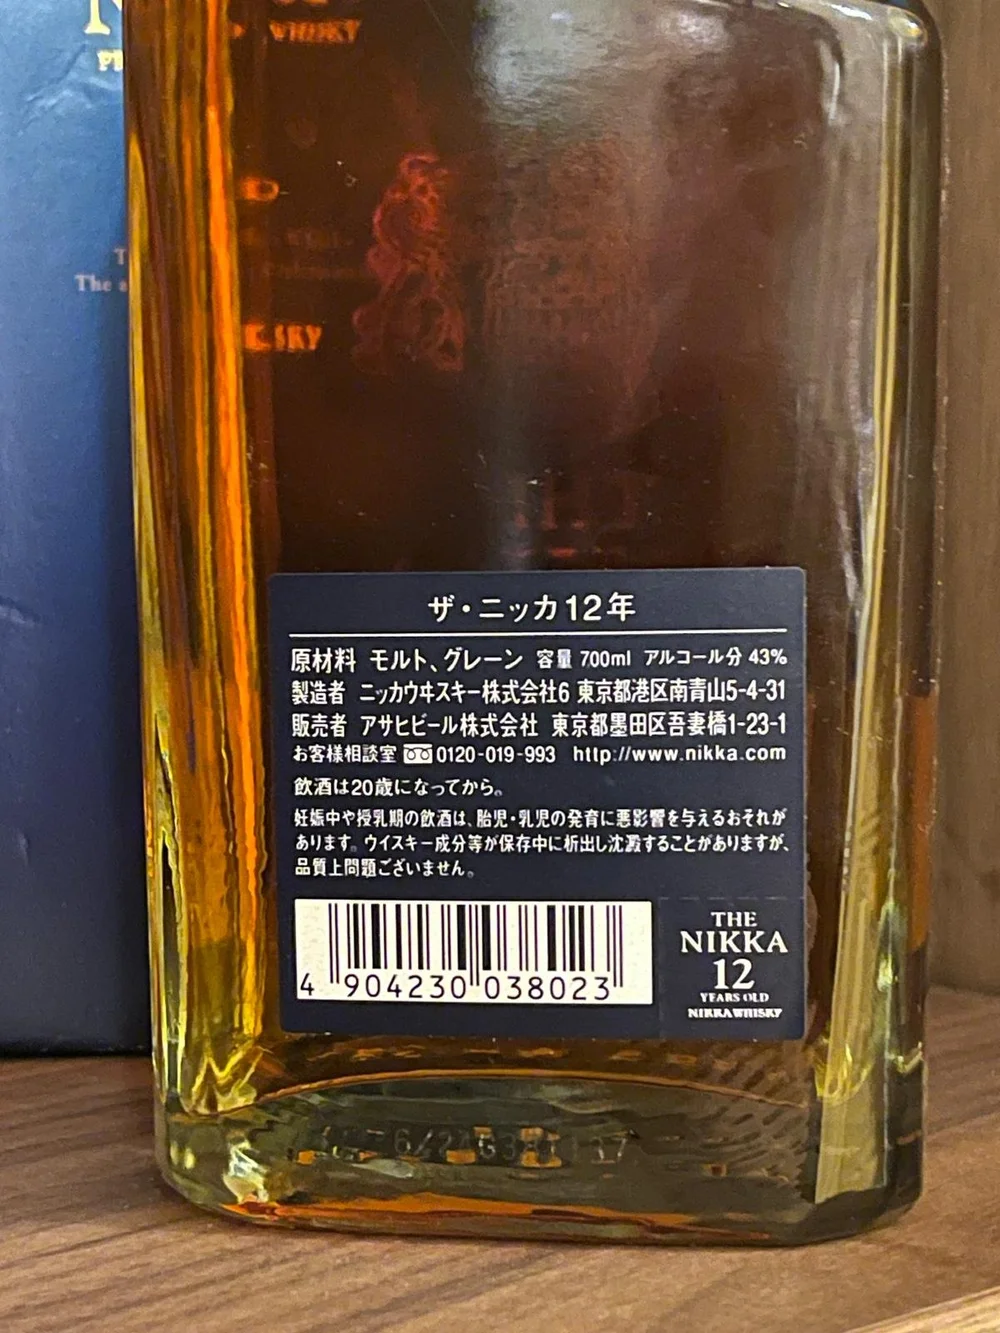 WHISKY
The
ザ・ニッカ12年
原材料 モルト、グレーン 容量 700ml アルコール分 43%
製造者 ニッカウヰスキー株式会社6 東京都港区南青山5-4-31
販売者 アサヒビール株式会社 東京都墨田区吾妻橋1-23-1
お客様相談室 0120-019-993 http://www.nikka.com
飲酒は20歳になってから。
妊娠中や授乳期の飲酒は、胎児・乳児の発育に悪影響を与えるおそれが
あります。ウイスキー成分等が保存中に析出し沈澱することがありますが、
品質上問題ございません。
4 904230 038023
THE
NIKKA
12
YEARS OLD
NIKKA WHISKY